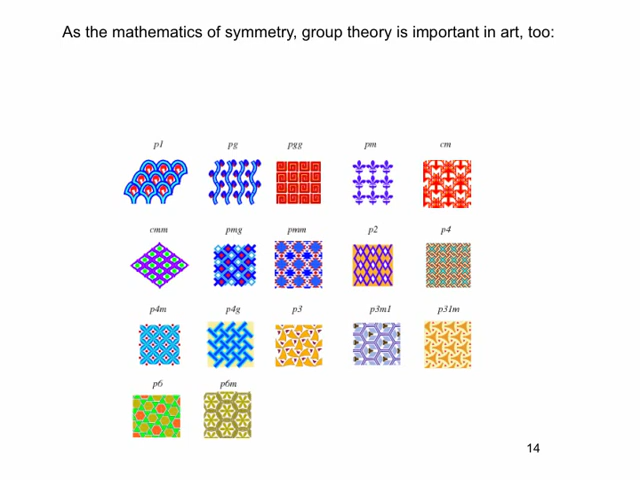 As the mathematics of symmetry, group theory is important in art, too:
p1 pg pgg pm cm
cmm pmg pmm p2 p4
p4m p4g p3 p3m1 p31m
p6 p6m
14